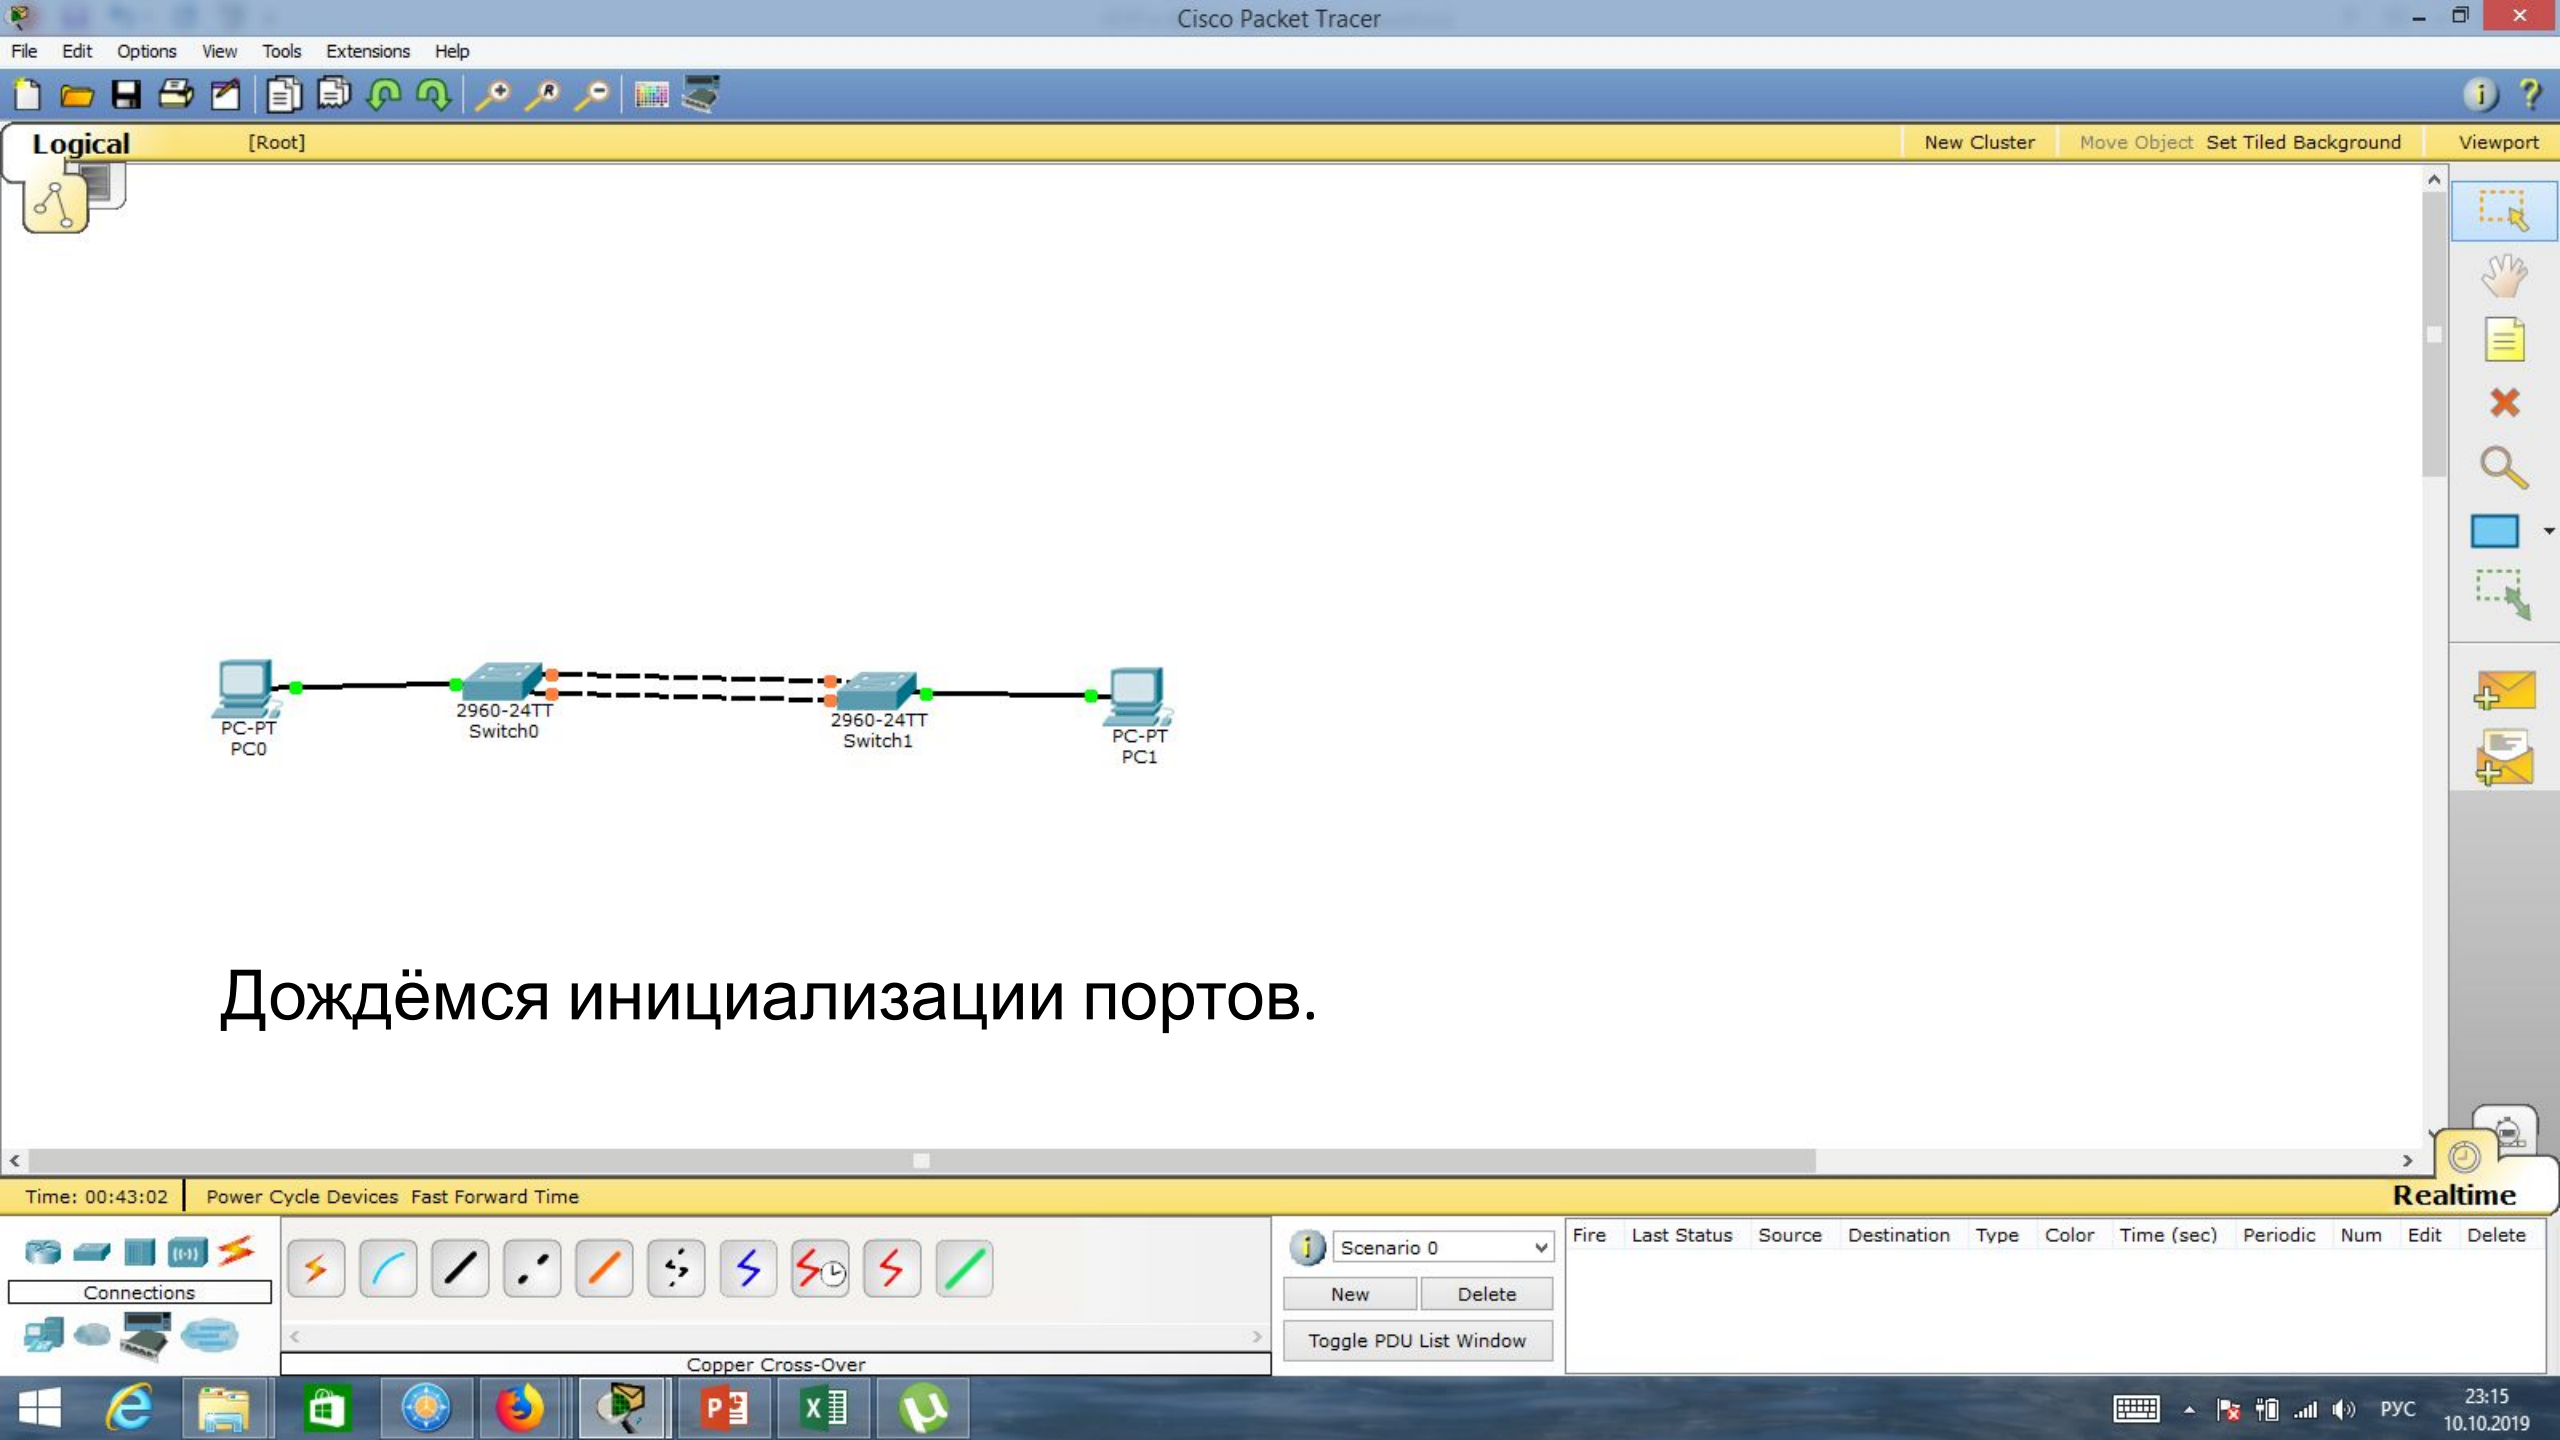 Cisco Packet Tracer
File Edit Options View Tools Extensions Help
Logical [Root] New Cluster Move Object Set Tiled Background Viewport
2960-24TT
Switch0
PC-PT
PC0
2960-24TT
Switch1
PC-PT
PC1
Дождёмся инициализации портов.
Time: 00:43:02 Power Cycle Devices Fast Forward Time Realtime
Connections
Copper Cross-Over
Scenario 0
New Delete
Toggle PDU List Window
Fire Last Status Source Destination Type Color Time (sec) Periodic Num Edit Delete
РУС
23:15
10.10.2019